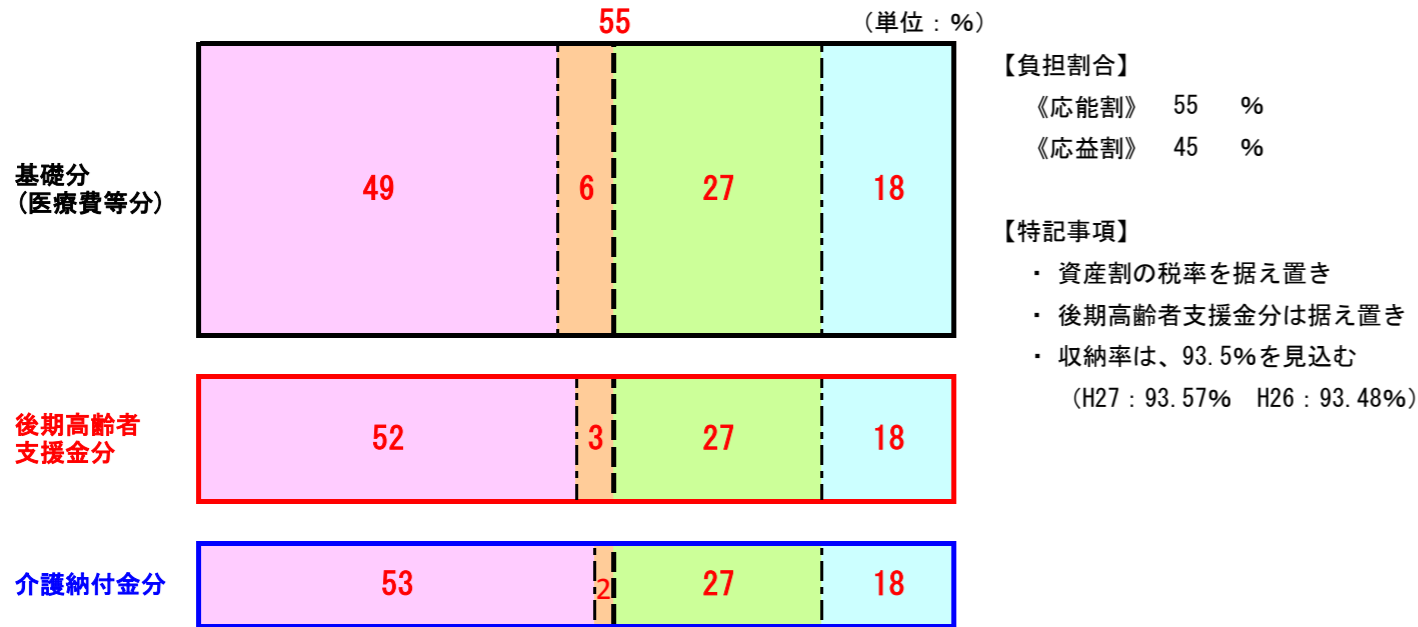 55
（単位：％）
基礎分
（医療費等分）
49
6
27
18
後期高齢者
支援金分
52
3
27
18
介護納付金分
53
2
27
18
【負担割合】
《応能割》 55 ％
《応益割》 45 ％
【特記事項】
・ 資産割の税率を据え置き
・ 後期高齢者支援金分は据え置き
・ 収納率は、93.5％を見込む
（H27：93.57％ H26：93.48％）